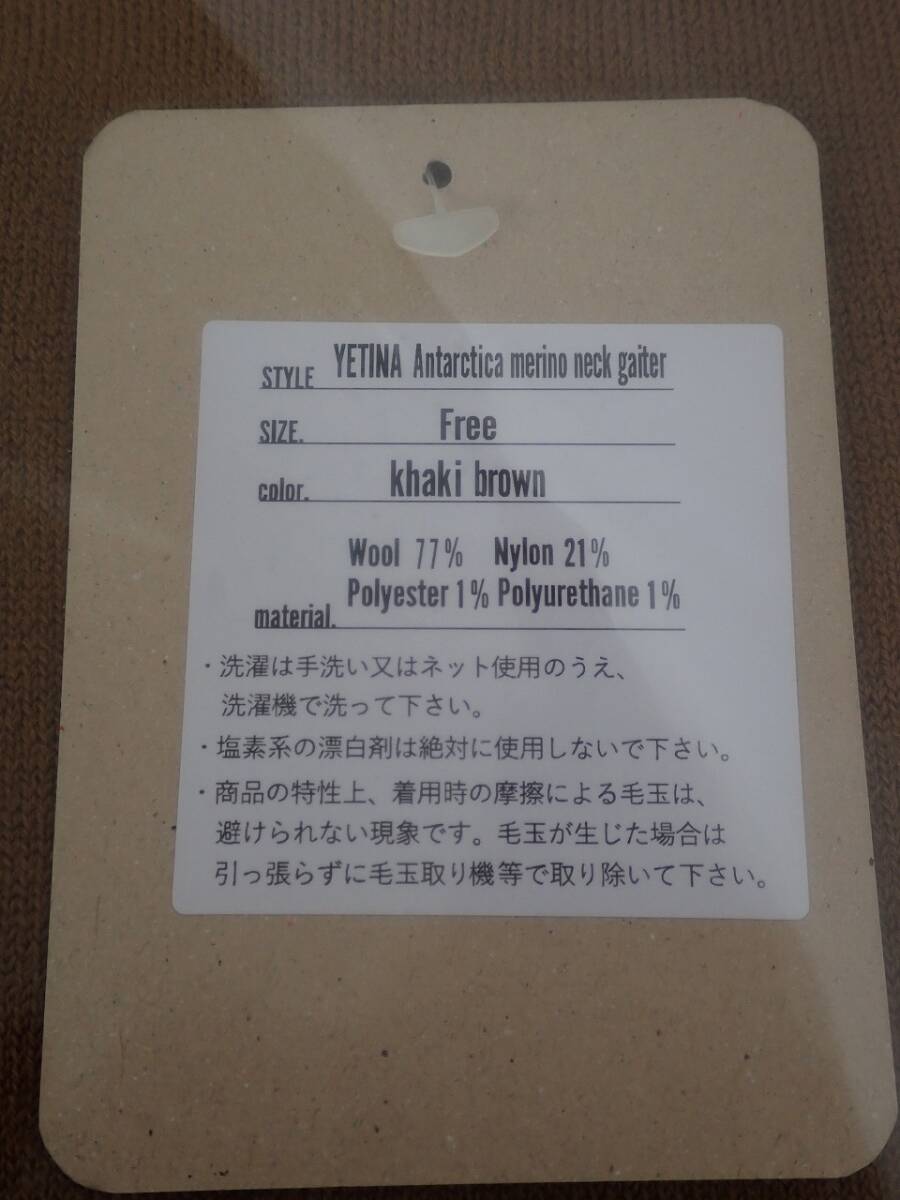 STYLE YETINA Antarctica merino neck gaiter
SIZE. Free
color. khaki brown
Wool 77% Nylon 21%
Polyester 1% Polyurethane 1%
material.
・洗濯は手洗い又はネット使用のうえ、
洗濯機で洗って下さい。
・塩素系の漂白剤は絶対に使用しないで下さい。
・商品の特性上、着用時の摩擦による毛玉は、
避けられない現象です。毛玉が生じた場合は
引っ張らずに毛玉取り機等で取り除いて下さい。